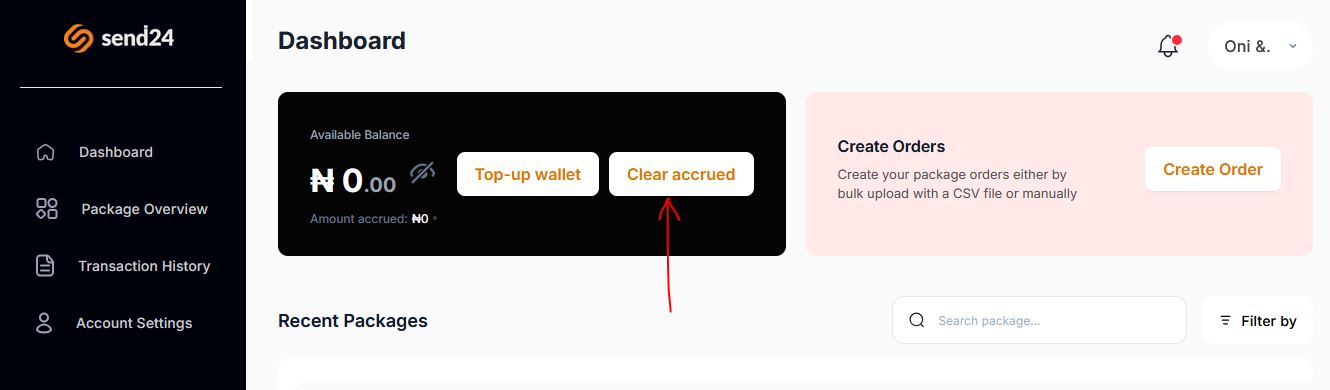 send24
Dashboard
Oni &.
Dashboard
Package Overview
Transaction History
Account Settings
Available Balance
₦ 0.00
Top-up wallet
Clear accrued
Amount accrued: ₦0
Create Orders
Create your package orders either by
bulk upload with a CSV file or manually
Create Order
Recent Packages
Search package...
Filter by